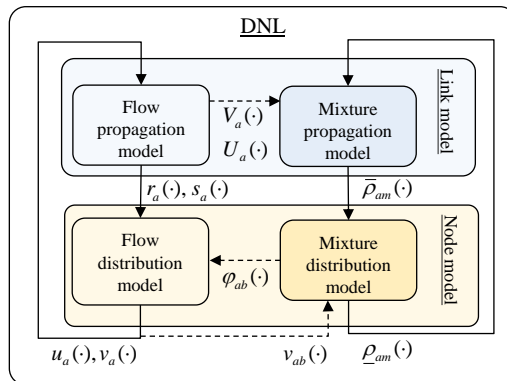 DNL
Flow
propagation
model
V_a(·)
U_a(·)
Mixture
propagation
model
Link model
r_a(·), s_a(·)
ρ̅_am(·)
Flow
distribution
model
φ_ab(·)
Mixture
distribution
model
Node model
u_a(·), v_a(·)
v_ab(·)
ρ̲_am(·)